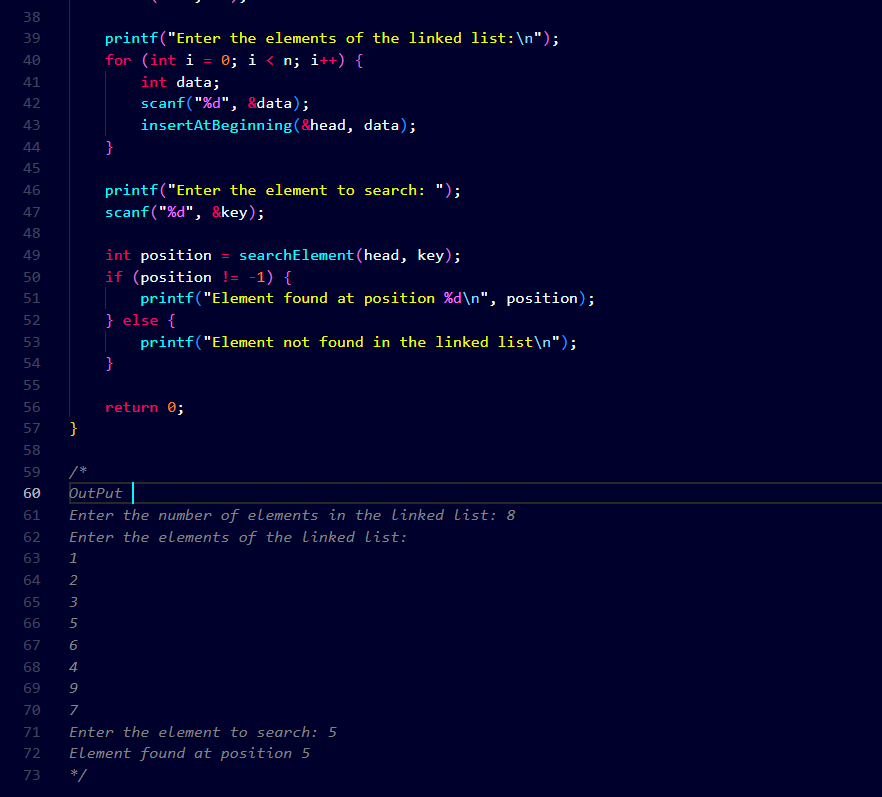 38
39 printf("Enter the elements of the linked list:\n");
40 for (int i = 0; i < n; i++) {
41 int data;
42 scanf("%d", &data);
43 insertAtBeginning(&head, data);
44 }
45
46 printf("Enter the element to search: ");
47 scanf("%d", &key);
48
49 int position = searchElement(head, key);
50 if (position != -1) {
51 printf("Element found at position %d\n", position);
52 } else {
53 printf("Element not found in the linked list\n");
54 }
55
56 return 0;
57 }
58
59 /*
60 OutPut
61 Enter the number of elements in the linked list: 8
62 Enter the elements of the linked list:
63 1
64 2
65 3
66 5
67 6
68 4
69 9
70 7
71 Enter the element to search: 5
72 Element found at position 5
73 */